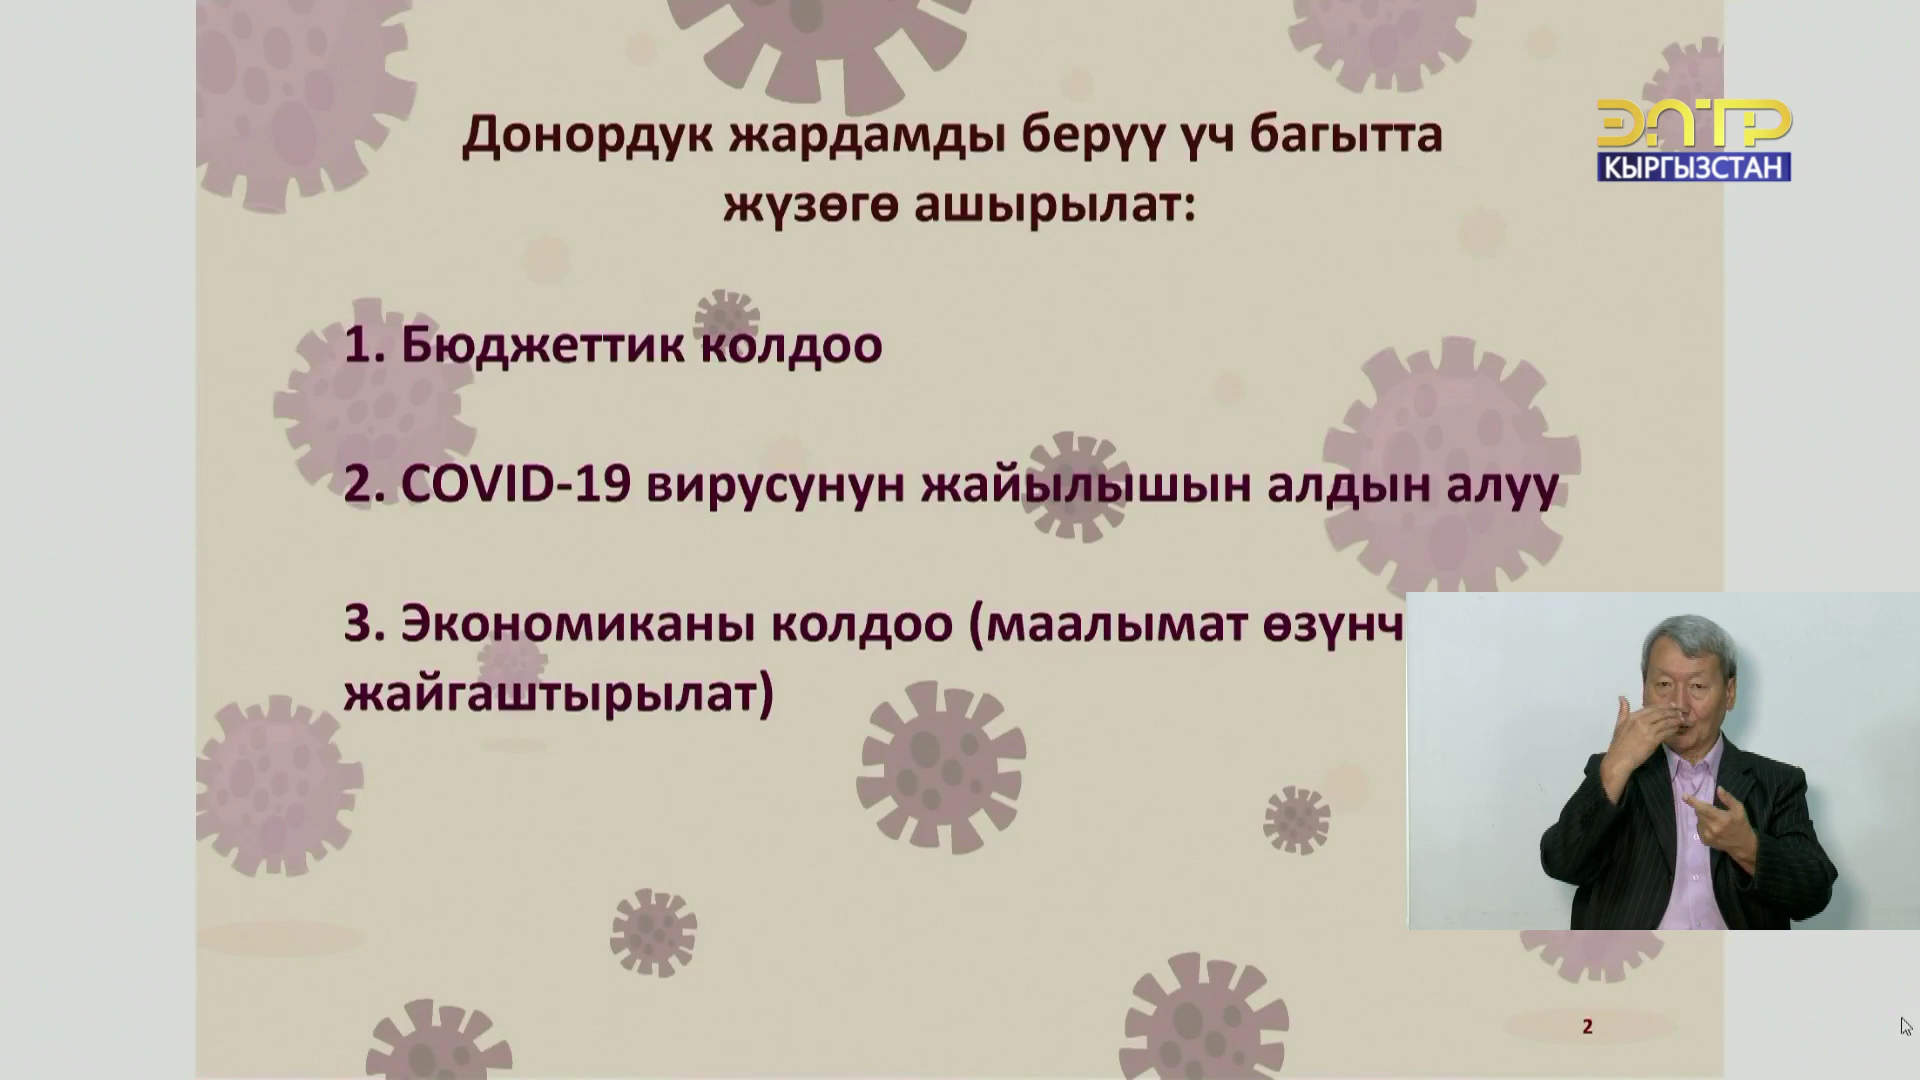 Донордук жардамды берүү үч багытта
жүзөгө ашырылат:
ЭЛТР
КЫРГЫЗСТАН
1. Бюджеттик колдоо
2. COVID-19 вирусунун жайылышын алдын алуу
3. Экономиканы колдоо (маалымат
жайгаштырылат)
2